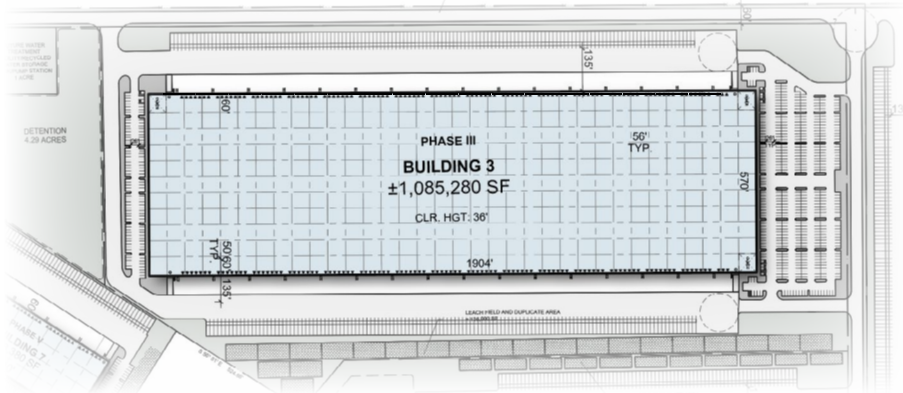 135'
60'
56'
TYP.
PHASE III
BUILDING 3
±1,085,280 SF
CLR. HGT: 36'
570'
DETENTION
4.29 ACRES
1904'
50'
60'
TYP.
135'
LEACH FIELD AND DUPLICATE AREA
PHASE V